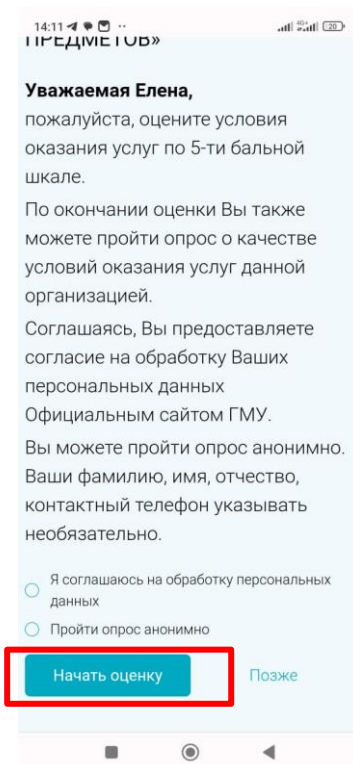 14:11
4G+
20
ПРЕДМЕТОВ»
Уважаемая Елена,
пожалуйста, оцените условия
оказания услуг по 5-ти бальной
шкале.
По окончании оценки Вы также
можете пройти опрос о качестве
условий оказания услуг данной
организацией.
Соглашаясь, Вы предоставляете
согласие на обработку Ваших
персональных данных
Официальным сайтом ГМУ.
Вы можете пройти опрос анонимно.
Ваши фамилию, имя, отчество,
контактный телефон указывать
необязательно.
Я соглашаюсь на обработку персональных
данных
Пройти опрос анонимно
Начать оценку Позже